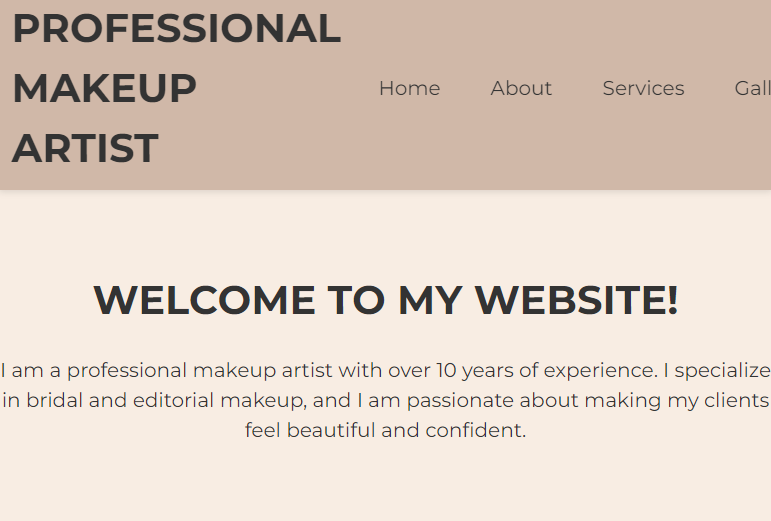 PROFESSIONAL
MAKEUP
ARTIST
Home About Services Gall
WELCOME TO MY WEBSITE!
I am a professional makeup artist with over 10 years of experience. I specialize
in bridal and editorial makeup, and I am passionate about making my clients
feel beautiful and confident.